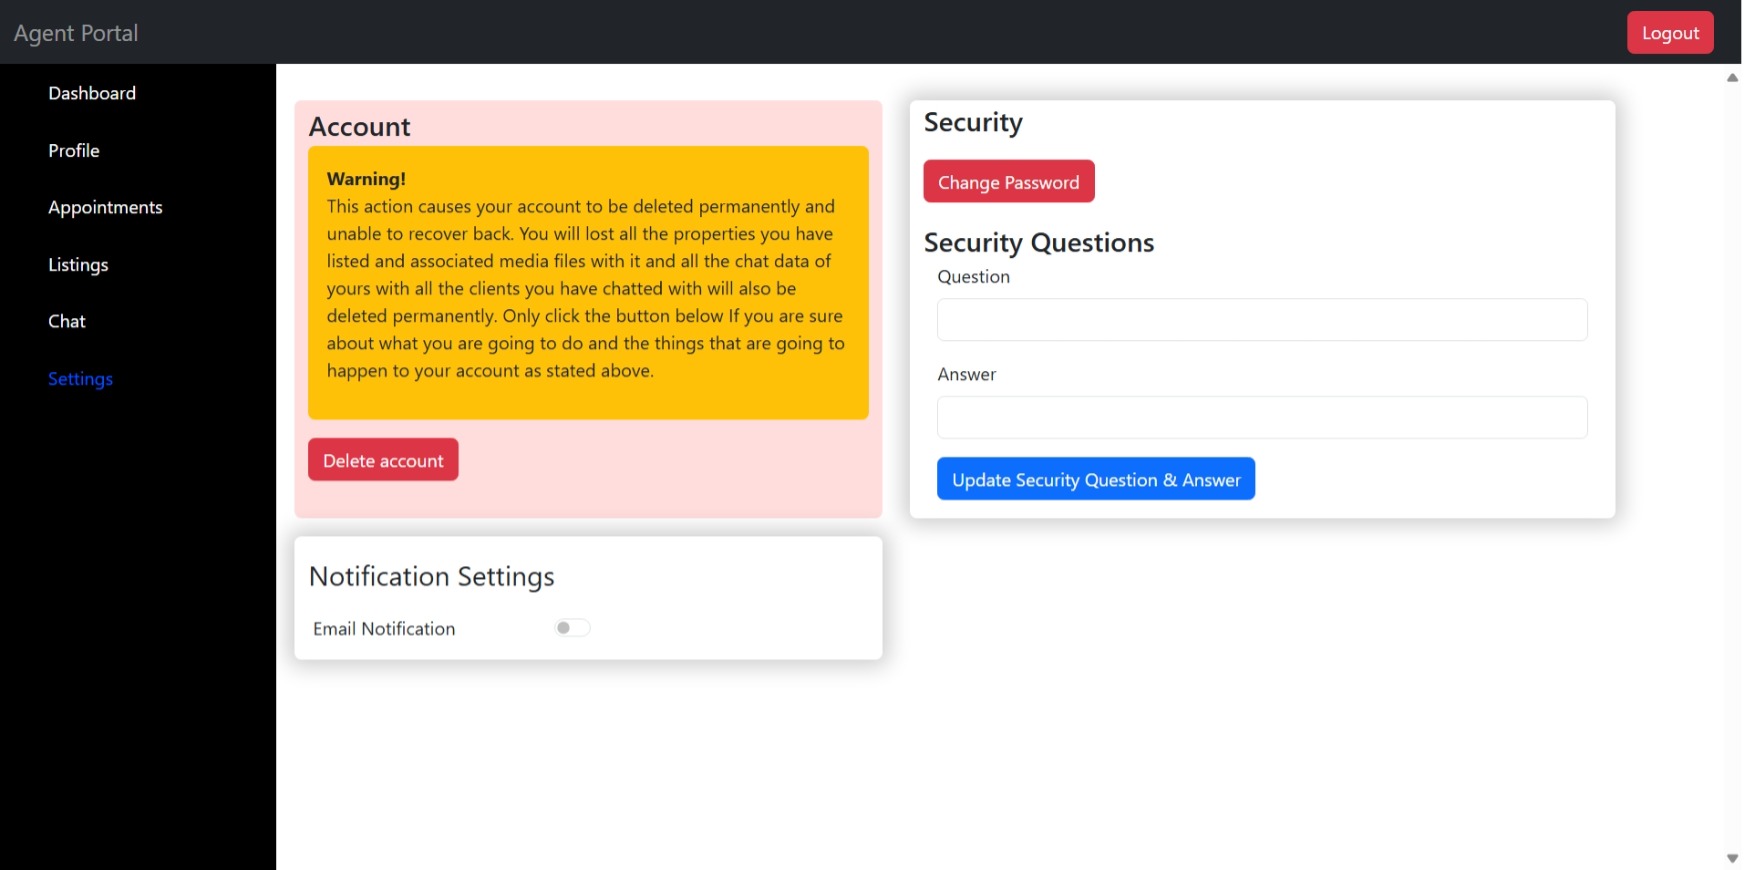 Agent Portal
Logout
Dashboard
Profile
Appointments
Listings
Chat
Settings
Account
Warning!
This action causes your account to be deleted permanently and
unable to recover back. You will lost all the properties you have
listed and associated media files with it and all the chat data of
yours with all the clients you have chatted with will also be
deleted permanently. Only click the button below If you are sure
about what you are going to do and the things that are going to
happen to your account as stated above.
Delete account
Security
Change Password
Security Questions
Question
Answer
Update Security Question & Answer
Notification Settings
Email Notification